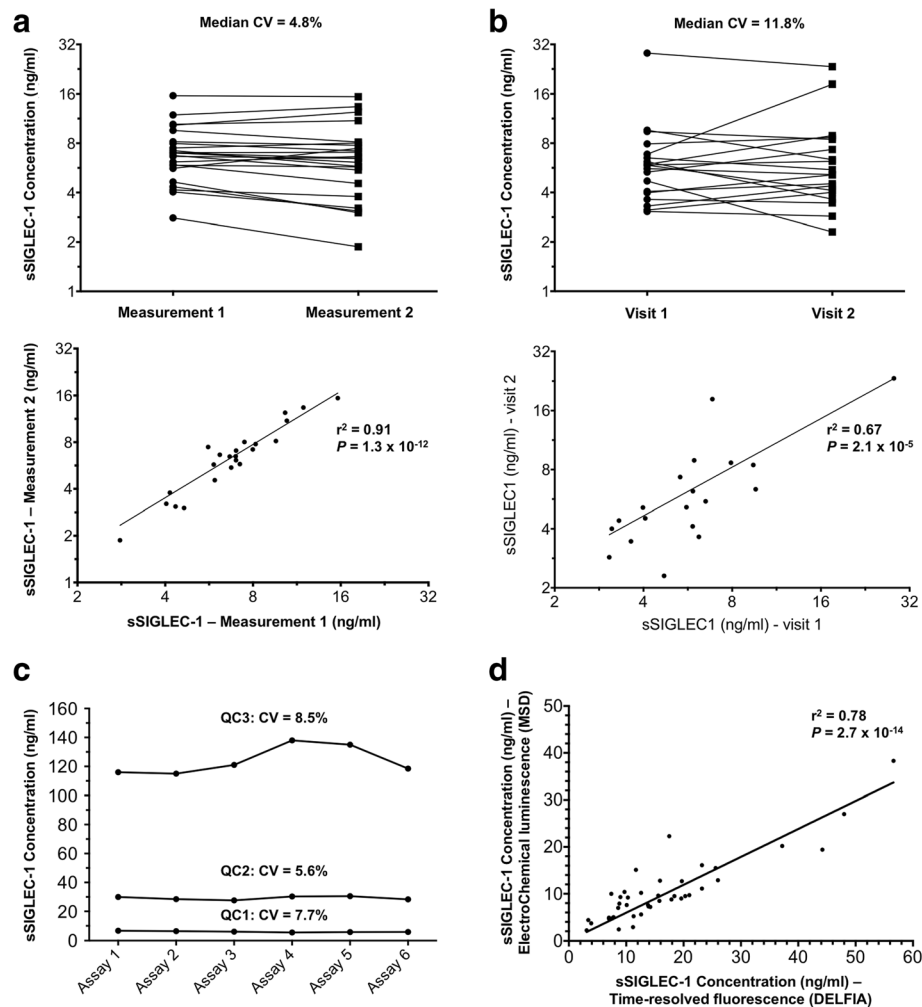 a
Median CV = 4.8%
sSIGLEC-1 Concentration (ng/ml)
32
16
8
4
2
1
Measurement 1
Measurement 2
sSIGLEC-1 – Measurement 2 (ng/ml)
32
16
8
4
2
1
r² = 0.91
P = 1.3 x 10⁻¹²
2
4
8
16
32
sSIGLEC-1 – Measurement 1 (ng/ml)
b
Median CV = 11.8%
sSIGLEC-1 Concentration (ng/ml)
32
16
8
4
2
1
Visit 1
Visit 2
sSIGLEC1 (ng/ml) - visit 2
32
16
8
4
2
r² = 0.67
P = 2.1 x 10⁻⁵
2
4
8
16
32
sSIGLEC1 (ng/ml) - visit 1
c
sSIGLEC-1 Concentration (ng/ml)
160
140
120
100
80
60
40
20
0
QC3: CV = 8.5%
QC2: CV = 5.6%
QC1: CV = 7.7%
Assay 1
Assay 2
Assay 3
Assay 4
Assay 5
Assay 6
d
sSIGLEC-1 Concentration (ng/ml) –
ElectroChemical luminescence (MSD)
50
40
30
20
10
0
r² = 0.78
P = 2.7 x 10⁻¹⁴
0
10
20
30
40
50
60
sSIGLEC-1 Concentration (ng/ml) –
Time-resolved fluorescence (DELFIA)